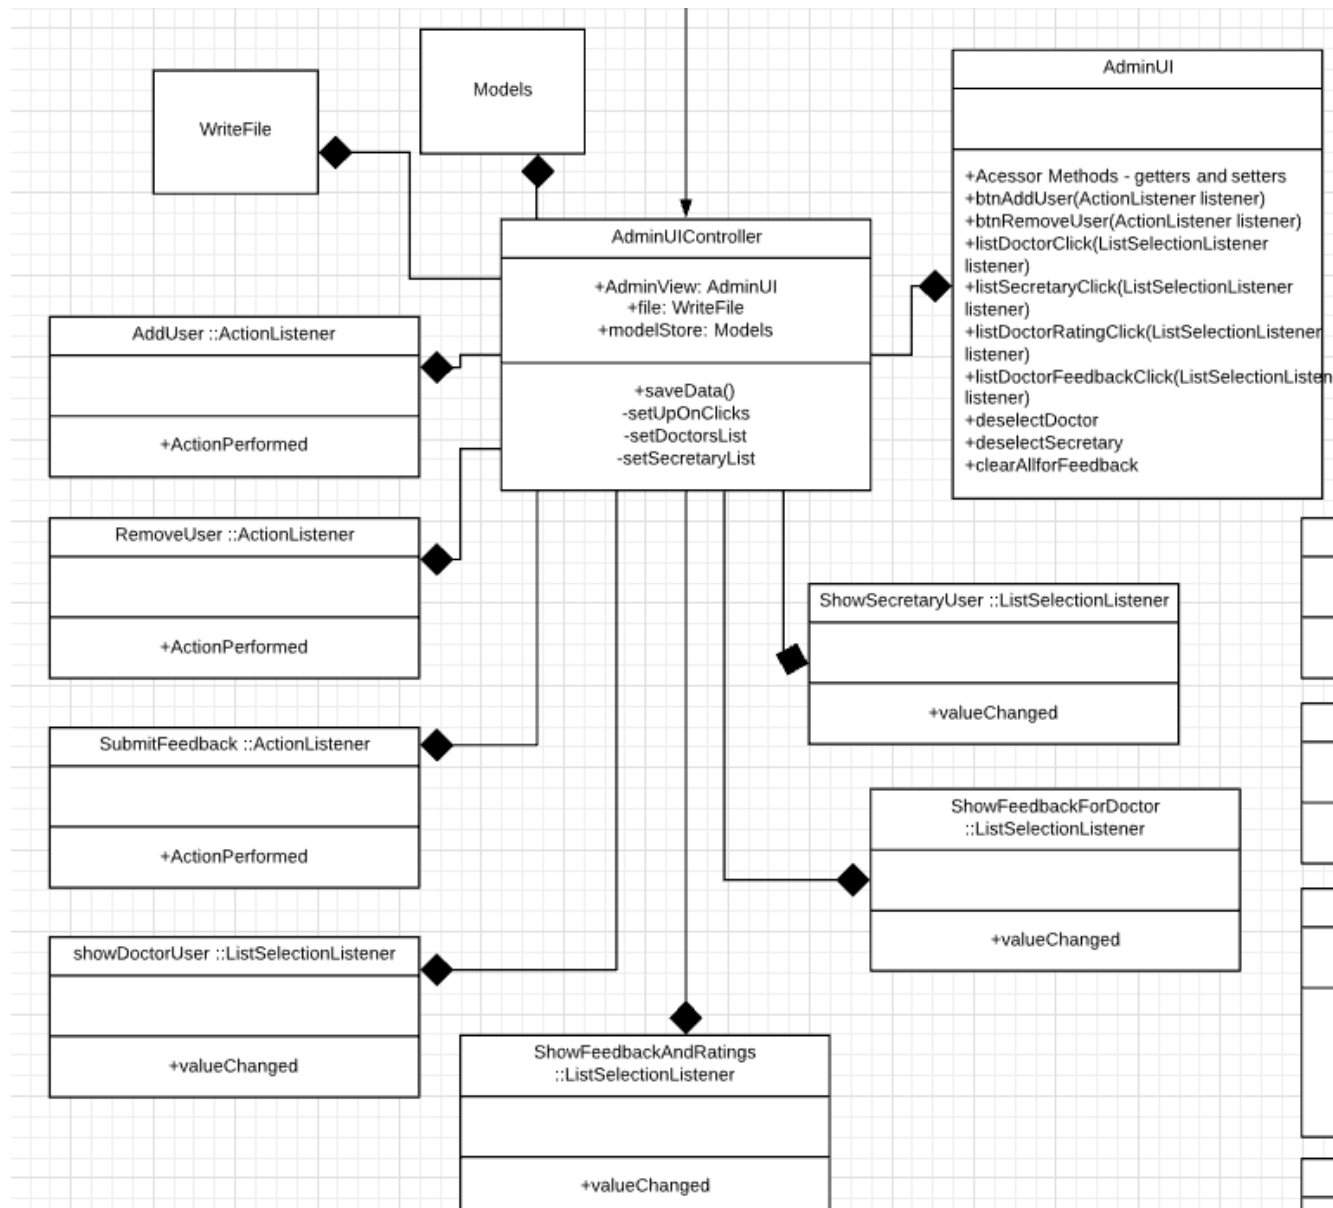 Models
WriteFile
AdminUI
+Acessor Methods - getters and setters
+btnAddUser(ActionListener listener)
+btnRemoveUser(ActionListener listener)
+listDoctorClick(ListSelectionListener
listener)
+listSecretaryClick(ListSelectionListener
listener)
+listDoctorRatingClick(ListSelectionListener
listener)
+listDoctorFeedbackClick(ListSelectionListen
listener)
+deselectDoctor
+deselectSecretary
+clearAllforFeedback
AdminUIController
+AdminView: AdminUI
+file: WriteFile
+modelStore: Models
+saveData()
-setUpOnClicks
-setDoctorsList
-setSecretaryList
AddUser ::ActionListener
+ActionPerformed
RemoveUser ::ActionListener
+ActionPerformed
ShowSecretaryUser ::ListSelectionListener
+valueChanged
SubmitFeedback ::ActionListener
+ActionPerformed
ShowFeedbackForDoctor
::ListSelectionListener
+valueChanged
showDoctorUser ::ListSelectionListener
+valueChanged
ShowFeedbackAndRatings
::ListSelectionListener
+valueChanged